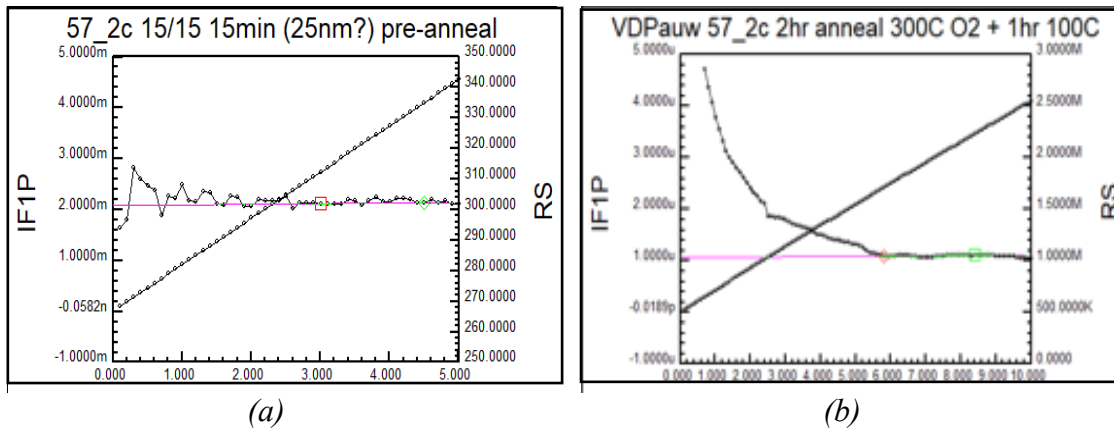 57_2c 15/15 15min (25nm?) pre-anneal
5.0000m
4.0000m
3.0000m
2.0000m
1.0000m
-0.0582n
-1.0000m
IF1P
350.0000
340.0000
330.0000
320.0000
310.0000
300.0000
290.0000
280.0000
270.0000
260.0000
250.0000
RS
0.000 1.000 2.000 3.000 4.000 5.000
(a)
VDPauw 57_2c 2hr anneal 300C O2 + 1hr 100C
5.0000u
4.0000u
3.0000u
2.0000u
1.0000u
-0.0189p
-1.0000u
IF1P
3.0000M
2.5000M
2.0000M
1.5000M
1.0000M
500.0000K
0.0000
RS
0.000 1.000 2.000 3.000 4.000 5.000 6.000 7.000 8.000 9.000 10.000
(b)